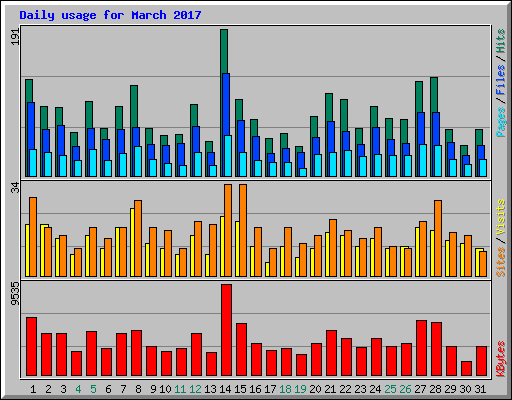 Daily usage for March 2017
191
Pages / Files / Hits
34
Sites / Visits
9535
KBytes
1 2 3 4 5 6 7 8 9 10 11 12 13 14 15 16 17 18 19 20 21 22 23 24 25 26 27 28 29 30 31